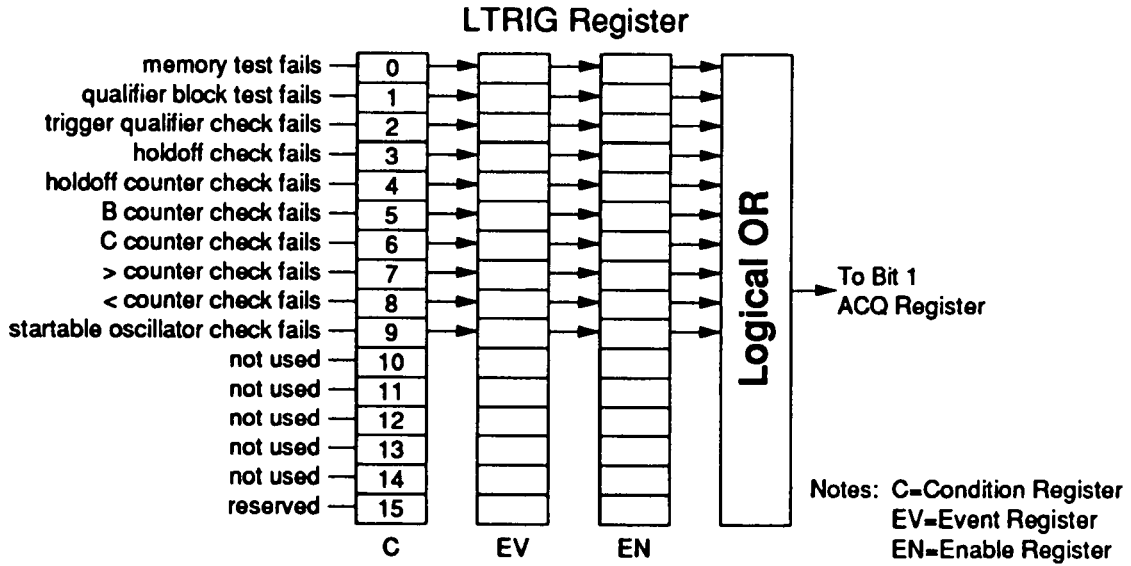 LTRIG Register
memory test fails 0
qualifier block test fails 1
trigger qualifier check fails 2
holdoff check fails 3
holdoff counter check fails 4
B counter check fails 5
C counter check fails 6
> counter check fails 7
< counter check fails 8
startable oscillator check fails 9
not used 10
not used 11
not used 12
not used 13
not used 14
reserved 15
C EV EN
Logical OR
To Bit 1
ACQ Register
Notes: C=Condition Register
EV=Event Register
EN=Enable Register